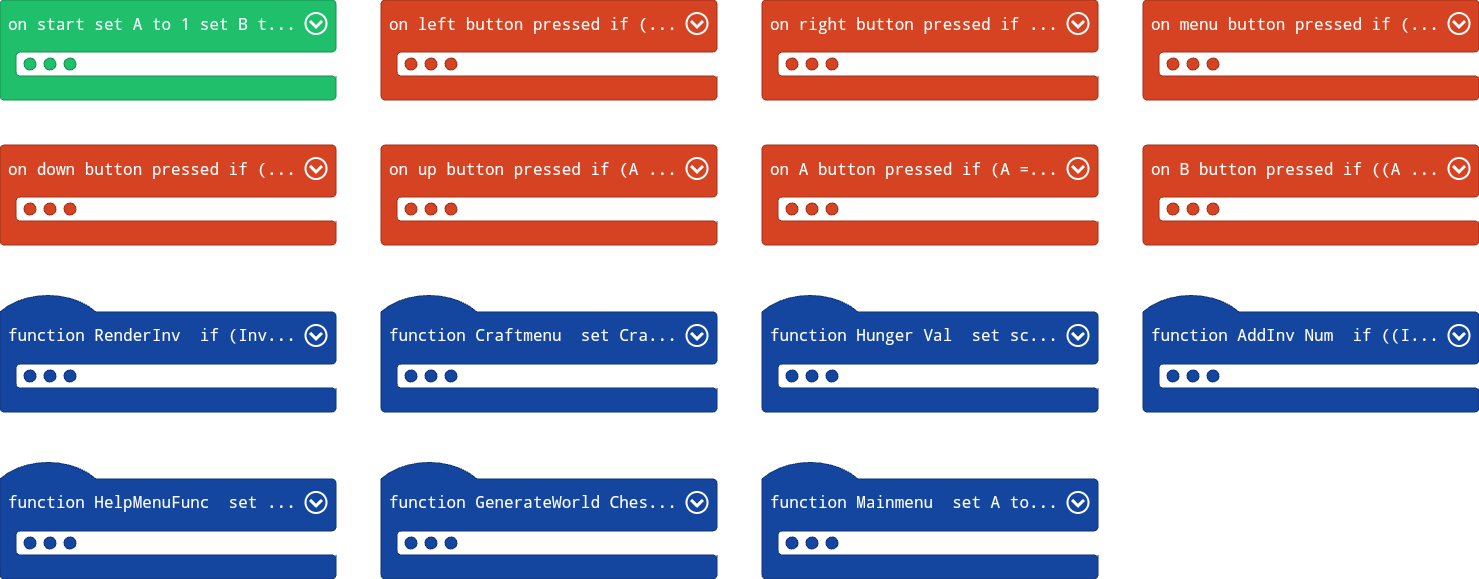 on start set A to 1 set B t...
on left button pressed if (...
on right button pressed if ...
on menu button pressed if (...
on down button pressed if (...
on up button pressed if (A ...
on A button pressed if (A =...
on B button pressed if ((A ...
function RenderInv  if (Inv...
function Craftmenu  set Cra...
function Hunger Val  set sc...
function AddInv Num  if ((I...
function HelpMenuFunc  set ...
function GenerateWorld Ches...
function Mainmenu  set A to...